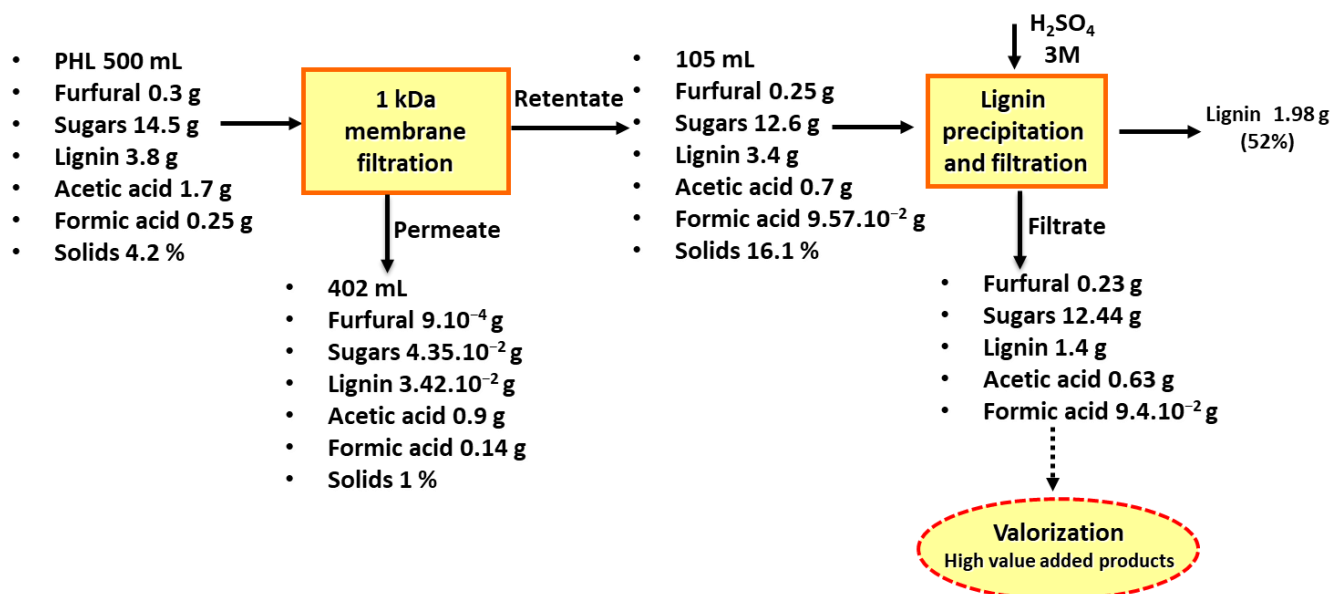 • PHL 500 mL
• Furfural 0.3 g
• Sugars 14.5 g
• Lignin 3.8 g
• Acetic acid 1.7 g
• Formic acid 0.25 g
• Solids 4.2 %
1 kDa
membrane
filtration
Retentate
Permeate
• 402 mL
• Furfural 9.10⁻⁴ g
• Sugars 4.35.10⁻² g
• Lignin 3.42.10⁻² g
• Acetic acid 0.9 g
• Formic acid 0.14 g
• Solids 1 %
• 105 mL
• Furfural 0.25 g
• Sugars 12.6 g
• Lignin 3.4 g
• Acetic acid 0.7 g
• Formic acid 9.57.10⁻² g
• Solids 16.1 %
H₂SO₄
3M
Lignin
precipitation
and filtration
Lignin 1.98 g
(52%)
Filtrate
• Furfural 0.23 g
• Sugars 12.44 g
• Lignin 1.4 g
• Acetic acid 0.63 g
• Formic acid 9.4.10⁻² g
Valorization
High value added products